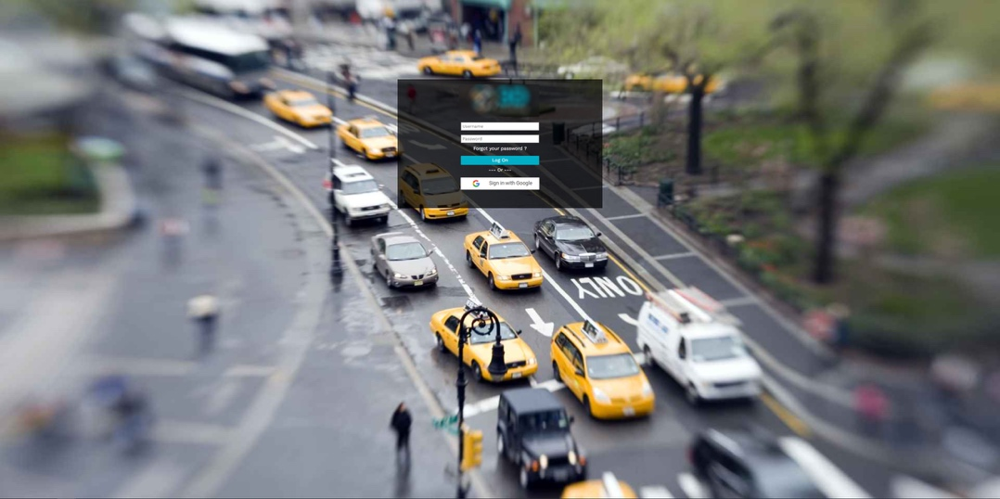 Username
Password
Forgot your password ?
Log On
--- Or ---
Sign in with Google
ONLY